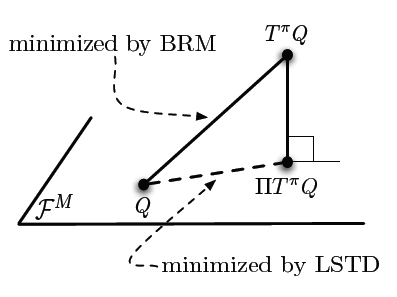 T^πQ
minimized by BRM
ΠT^πQ
Q
ℱ^M
minimized by LSTD